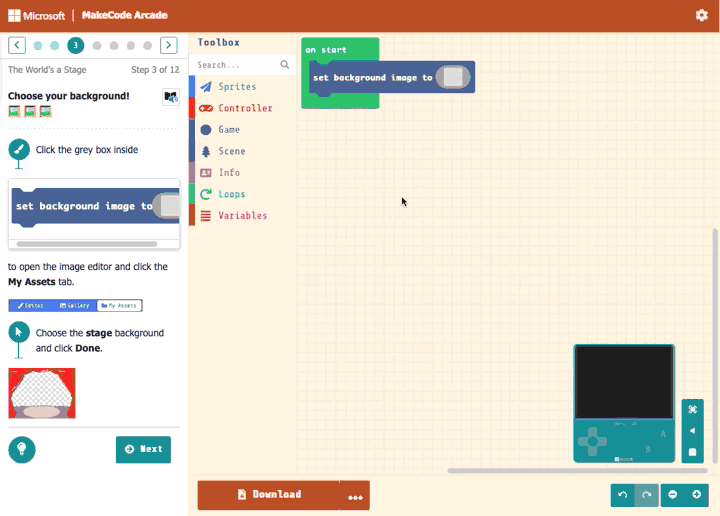 Microsoft | MakeCode Arcade
3
The World's a Stage
Step 3 of 12
Choose your background!
Click the grey box inside
set background image to
to open the image editor and click the
My Assets tab.
Editor
Gallery
My Assets
Choose the stage background
and click Done.
Next
Toolbox
Search...
Sprites
Controller
Game
Scene
Info
Loops
Variables
on start
set background image to
A
B
Microsoft
Download